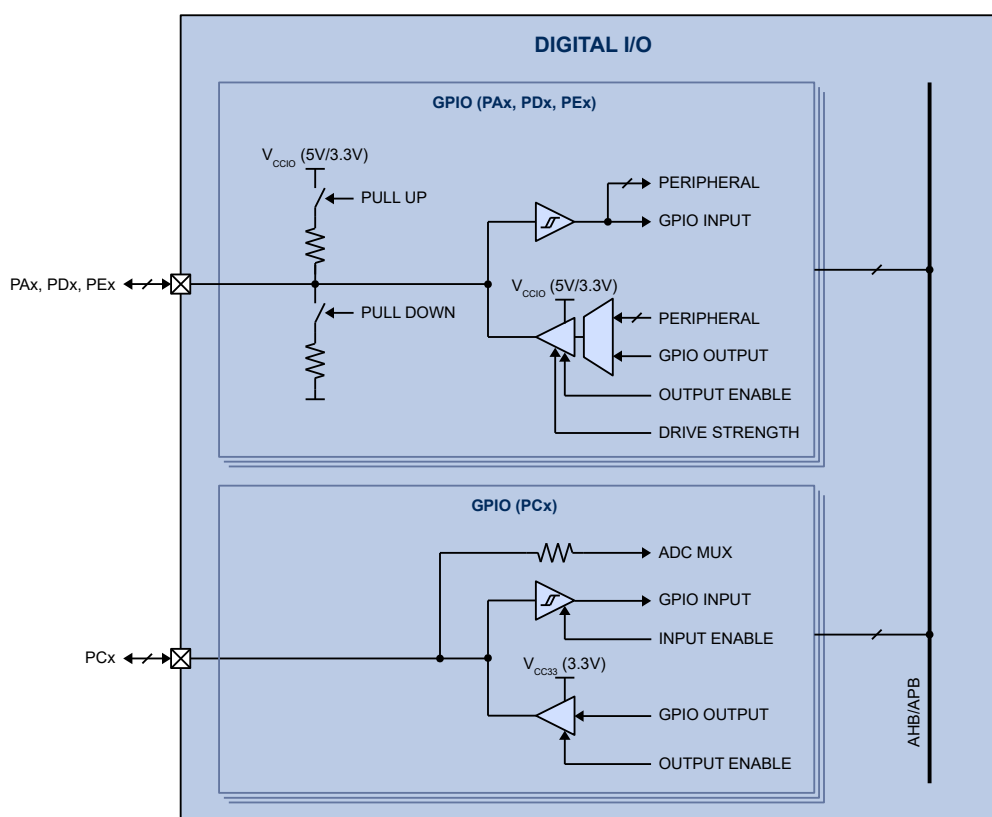 DIGITAL I/O
GPIO (PAx, PDx, PEx)
VCCIO (5V/3.3V)
PULL UP
PERIPHERAL
GPIO INPUT
PAx, PDx, PEx
PULL DOWN
VCCIO (5V/3.3V)
PERIPHERAL
GPIO OUTPUT
OUTPUT ENABLE
DRIVE STRENGTH
GPIO (PCx)
ADC MUX
GPIO INPUT
INPUT ENABLE
PCx
VCC33 (3.3V)
GPIO OUTPUT
OUTPUT ENABLE
AHB/APB